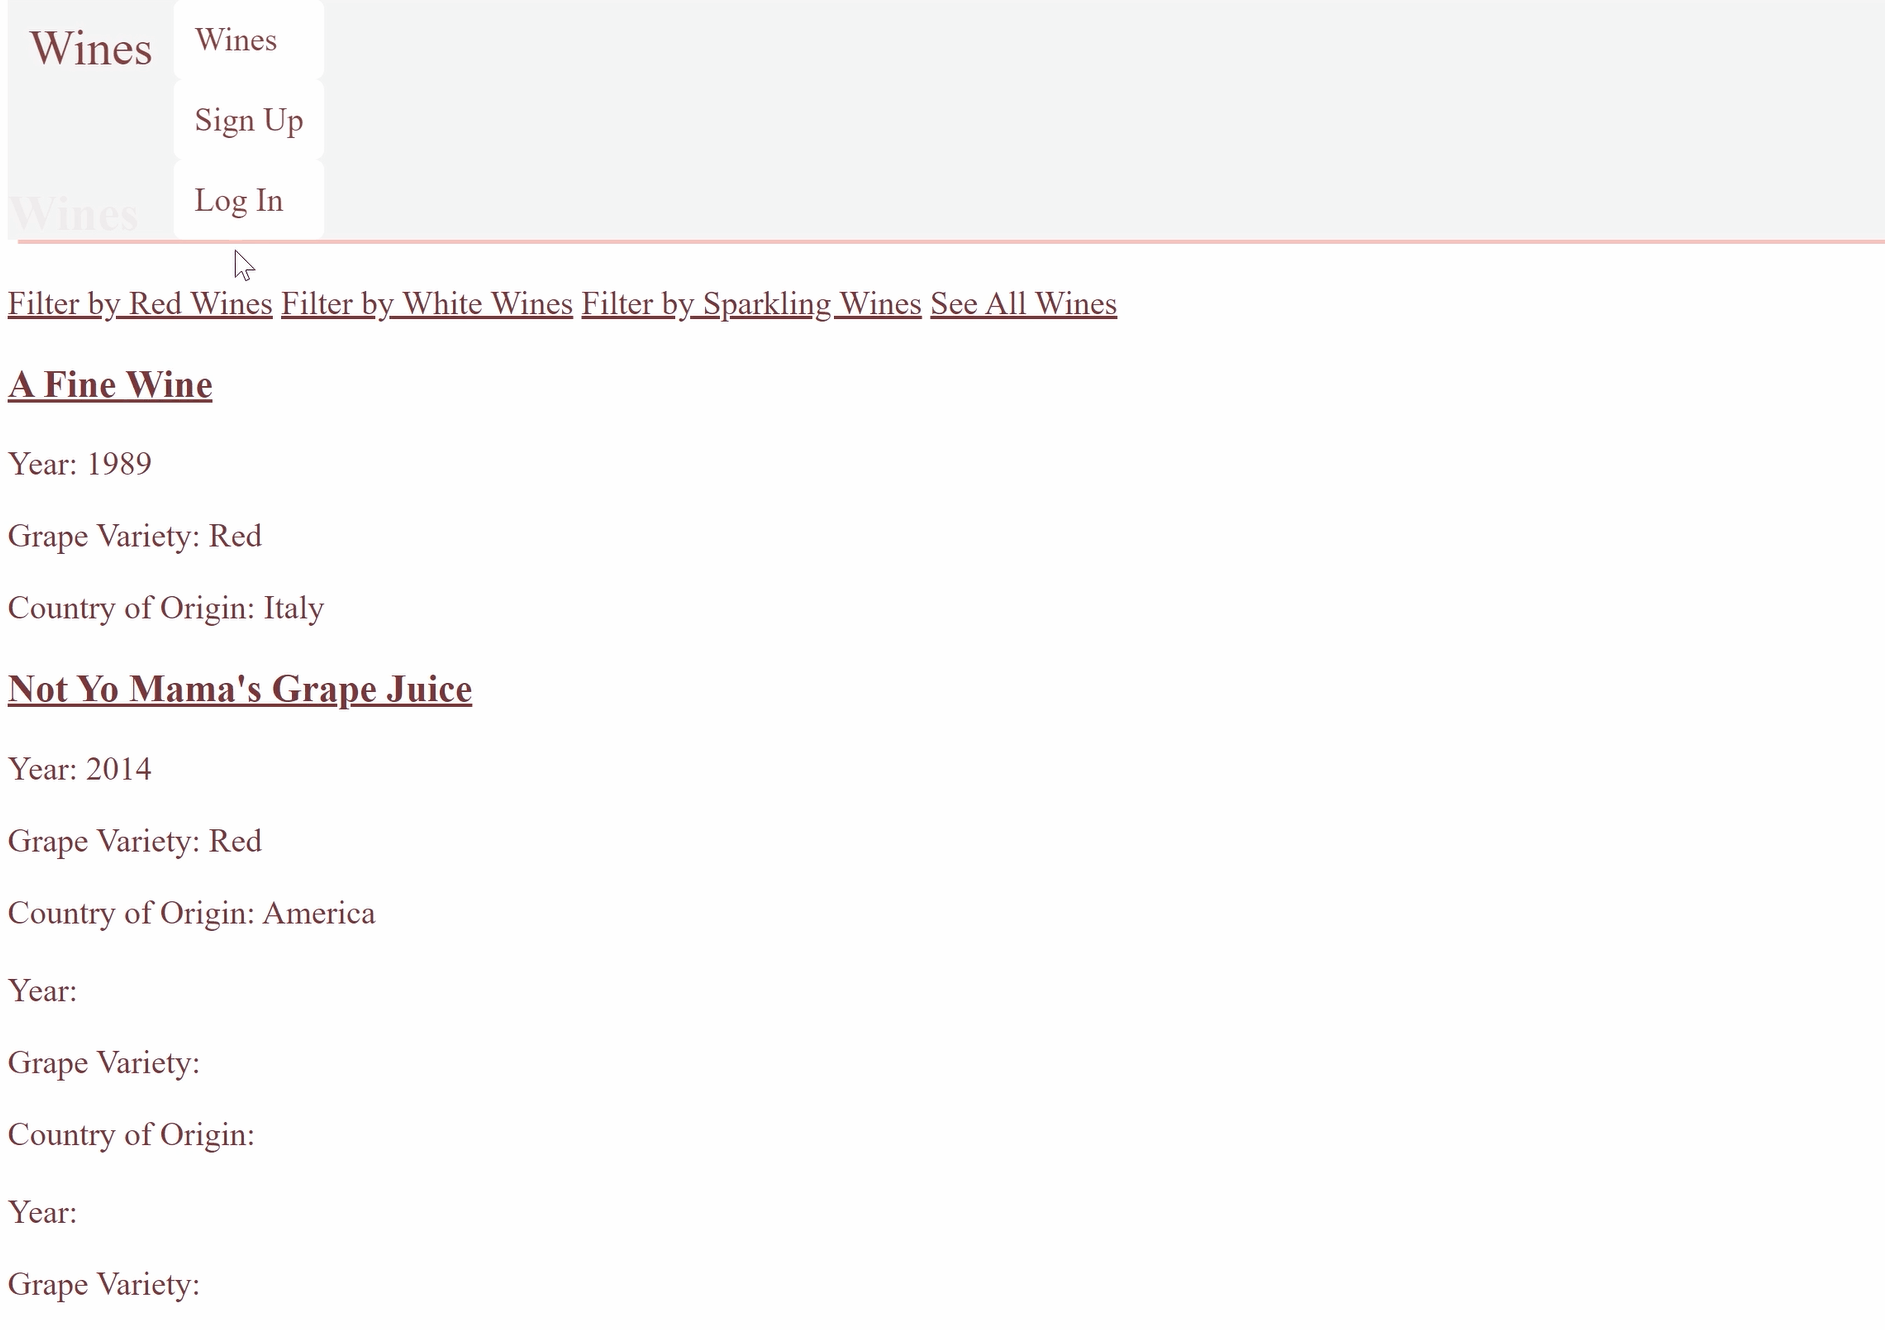 Wines
Wines
Sign Up
Log In
Wines
Filter by Red Wines Filter by White Wines Filter by Sparkling Wines See All Wines
A Fine Wine
Year: 1989
Grape Variety: Red
Country of Origin: Italy
Not Yo Mama's Grape Juice
Year: 2014
Grape Variety: Red
Country of Origin: America
Year:
Grape Variety:
Country of Origin:
Year:
Grape Variety: